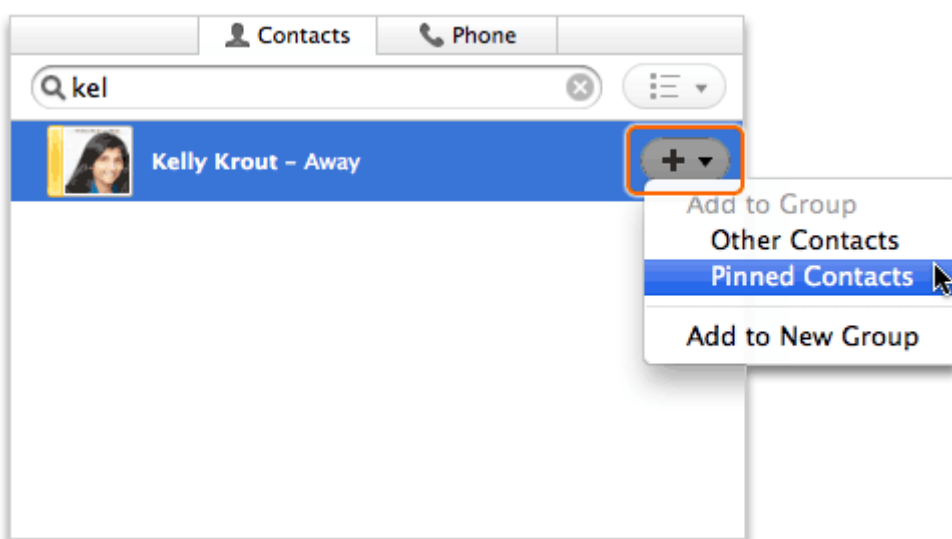 Contacts Phone
kel
Kelly Krout – Away
Add to Group
Other Contacts
Pinned Contacts
Add to New Group